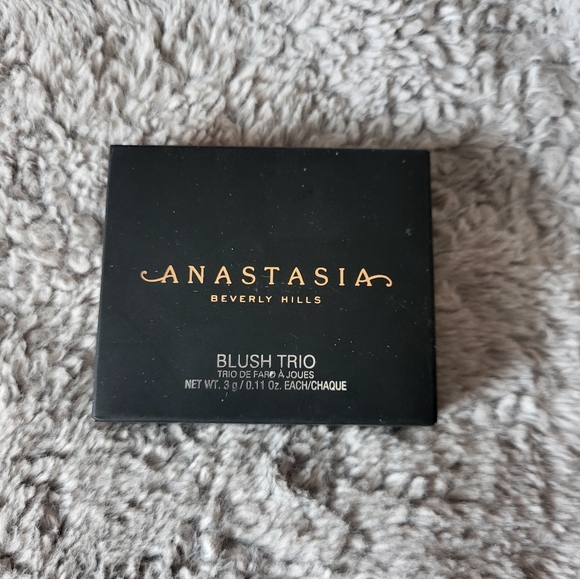 ANASTASIA
BEVERLY HILLS
BLUSH TRIO
TRIO DE FARD À JOUES
NET WT. 3 g / 0.11 Oz. EACH/CHAQUE